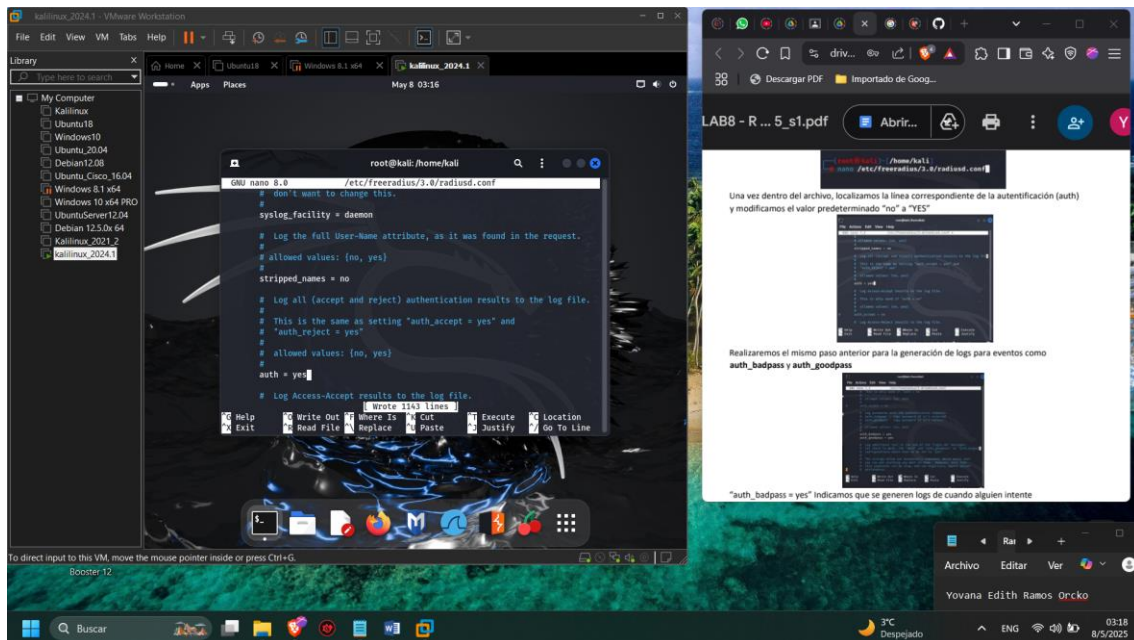 kalilinux_2024.1 - VMware Workstation
File Edit View VM Tabs Help
Library
Type here to search
My Computer
Kalilinux
Ubuntu18
Windows10
Ubuntu_20.04
Debian12.08
Ubuntu_Cisco_16.04
Windows 8.1 x64
Windows 10 x64 PRO
UbuntuServer12.04
Debian 12.5.0x 64
Kalilinux_2021_2
kalilinux_2024.1
Home
Ubuntu18
Windows 8.1 x64
kalilinux_2024.1
Apps Places
May 8 03:16
root@kali: /home/kali
GNU nano 8.0 /etc/freeradius/3.0/radiusd.conf
# don't want to change this.
#
syslog_facility = daemon
# Log the full User-Name attribute, as it was found in the request.
#
# allowed values: {no, yes}
#
stripped_names = no
# Log all (accept and reject) authentication results to the log file.
#
# This is the same as setting "auth_accept = yes" and
# "auth_reject = yes"
#
# allowed values: {no, yes}
#
auth = yes
# Log Access-Accept results to the log file.
[ Wrote 1143 lines ]
^G Help ^O Write Out ^F Where Is ^K Cut ^T Execute ^C Location
^X Exit ^R Read File ^\ Replace ^U Paste ^J Justify ^/ Go To Line
To direct input to this VM, move the mouse pointer inside or press Ctrl+G.
Booster 12
driv...
Descargar PDF
Importado de Goog...
LAB8 - R ... 5_s1.pdf
Abrir...
Y
(root@kali)-[/home/kali]
nano /etc/freeradius/3.0/radiusd.conf
Una vez dentro del archivo, localizamos la línea correspondiente de la autentificación (auth)
y modificamos el valor predeterminado "no" a "YES"
stripped_names = no
auth = yes
Realizaremos el mismo paso anterior para la generación de logs para eventos como
auth_badpass y auth_goodpass
"auth_badpass = yes" Indicamos que se generen logs de cuando alguien intente
Ra
Archivo Editar Ver
Yovana Edith Ramos Orcko
Buscar
3°C
Despejado
ENG
03:18
8/5/2025